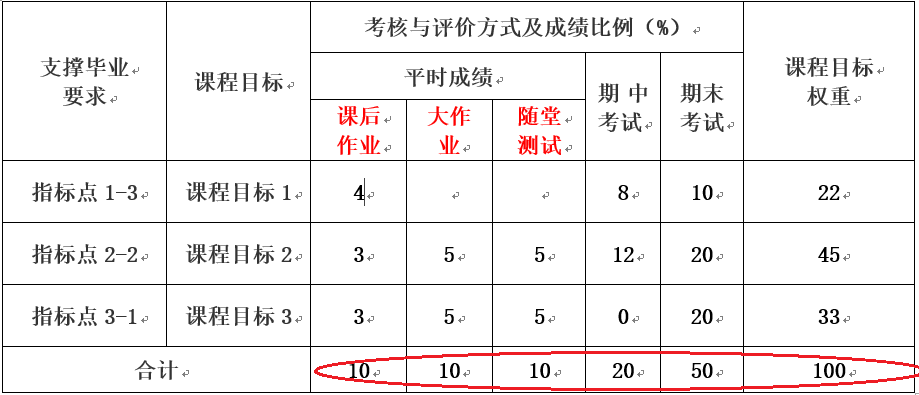 支撑毕业
要求
课程目标
考核与评价方式及成绩比例（%）
平时成绩
课后
作业
大作
业
随堂
测试
期 中
考试
期末
考试
课程目标
权重
指标点 1-3 课程目标 1 4 8 10 22
指标点 2-2 课程目标 2 3 5 5 12 20 45
指标点 3-1 课程目标 3 3 5 5 0 20 33
合计 10 10 10 20 50 100